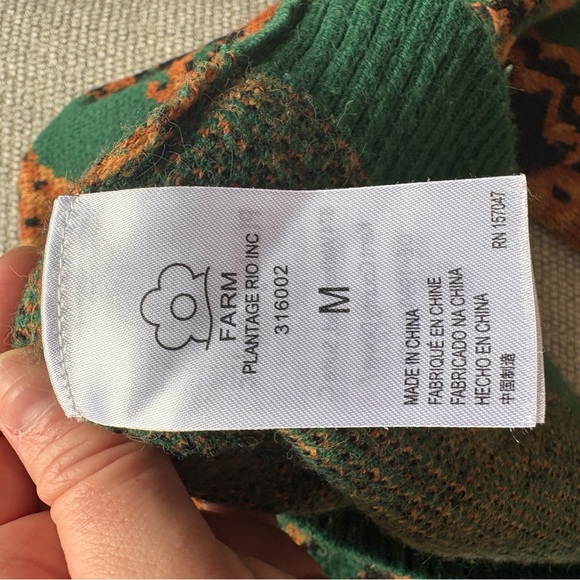 FARM
PLANTAGE RIO INC
316002
M
MADE IN CHINA
FABRIQUÉ EN CHINE
FABRICADO NA CHINA
HECHO EN CHINA
中国制造
RN 157047